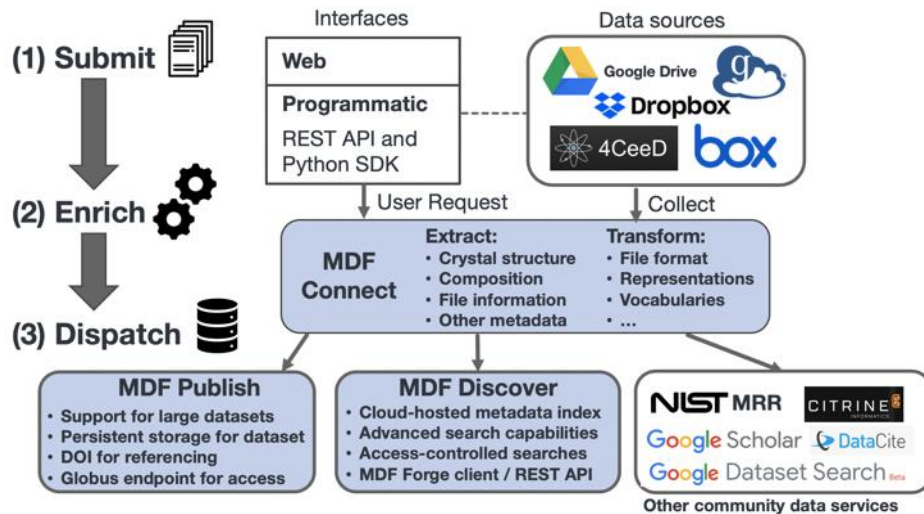 Interfaces
Data sources
(1) Submit
Web
Programmatic
REST API and
Python SDK
Google Drive
g
Dropbox
4CeeD
box
User Request
Collect
(2) Enrich
MDF
Connect
Extract:
• Crystal structure
• Composition
• File information
• Other metadata
Transform:
• File format
• Representations
• Vocabularies
• ...
(3) Dispatch
MDF Publish
• Support for large datasets
• Persistent storage for dataset
• DOI for referencing
• Globus endpoint for access
MDF Discover
• Cloud-hosted metadata index
• Advanced search capabilities
• Access-controlled searches
• MDF Forge client / REST API
NIST MRR
CITRINE
INFORMATICS
Google Scholar
DataCite
Google Dataset Search Beta
Other community data services